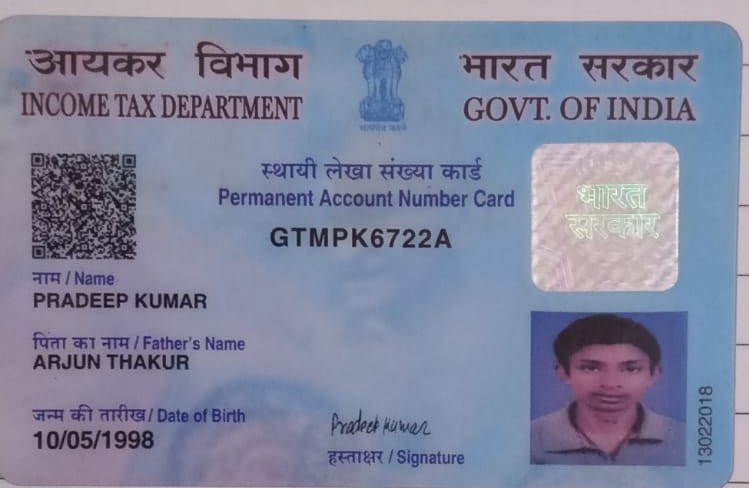 आयकर विभाग
INCOME TAX DEPARTMENT
सत्यमेव जयते
भारत सरकार
GOVT. OF INDIA
स्थायी लेखा संख्या कार्ड
Permanent Account Number Card
GTMPK6722A
भारत
सरकार
नाम / Name
PRADEEP KUMAR
पिता का नाम / Father's Name
ARJUN THAKUR
जन्म की तारीख / Date of Birth
10/05/1998
Pradeep Kumar
हस्ताक्षर / Signature
13022018